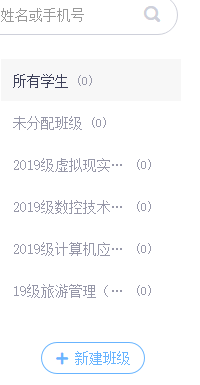 姓名或手机号
所有学生 (0)
未分配班级 (0)
2019级虚拟现实… (0)
2019级数控技术… (0)
2019级计算机应… (0)
19级旅游管理（… (0)
+ 新建班级